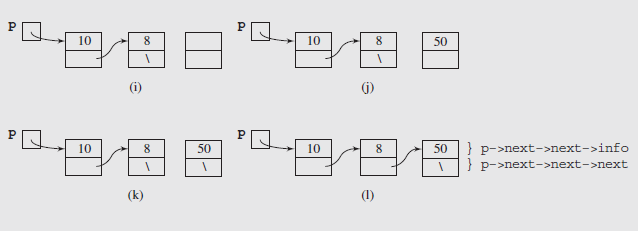 p
10 8
\
(i)
p
10 8 50
\
(j)
p
10 8 50
\ \
(k)
p
10 8 50 } p->next->next->info
\ } p->next->next->next
(l)